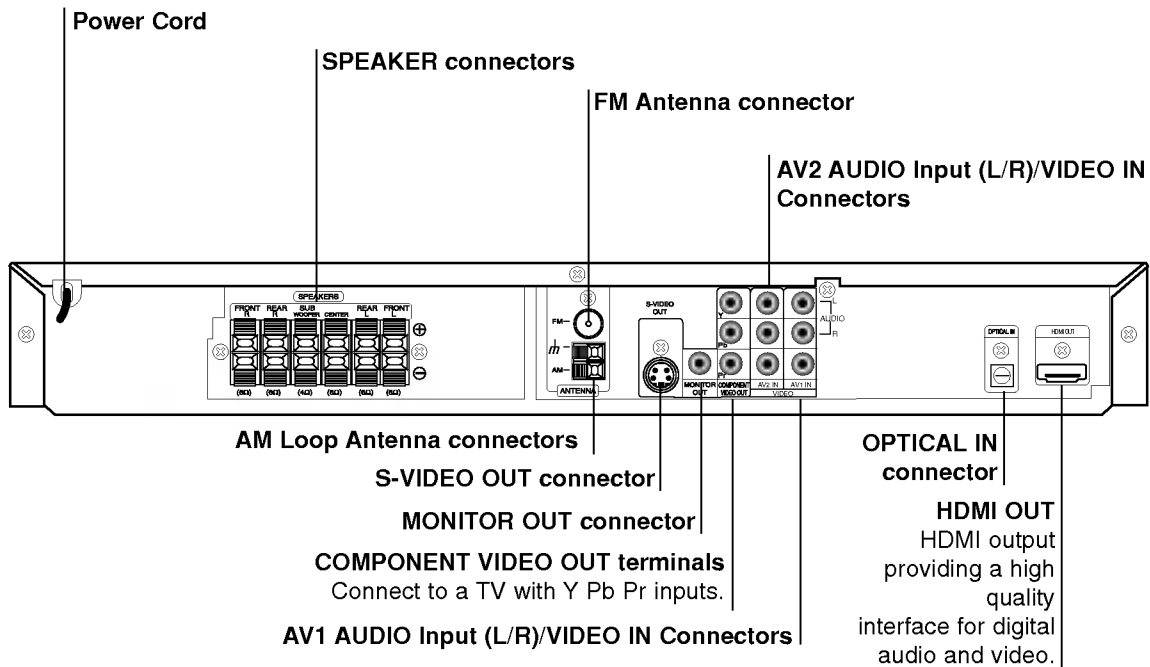 Power Cord
SPEAKER connectors
FM Antenna connector
AV2 AUDIO Input (L/R)/VIDEO IN
Connectors
SPEAKERS
FRONT R
REAR R
SUB WOOFER
CENTER
REAR L
FRONT L
(4Ω)
FM
AM
ANTENNA
S-VIDEO
OUT
Y
Pb
Pr
MONITOR
OUT
COMPONENT
VIDEO OUT
AV2 IN
AV1 IN
VIDEO
L
AUDIO
R
OPTICAL IN
HDMI OUT
AM Loop Antenna connectors
S-VIDEO OUT connector
MONITOR OUT connector
COMPONENT VIDEO OUT terminals
Connect to a TV with Y Pb Pr inputs.
AV1 AUDIO Input (L/R)/VIDEO IN Connectors
OPTICAL IN
connector
HDMI OUT
HDMI output
providing a high
quality
interface for digital
audio and video.